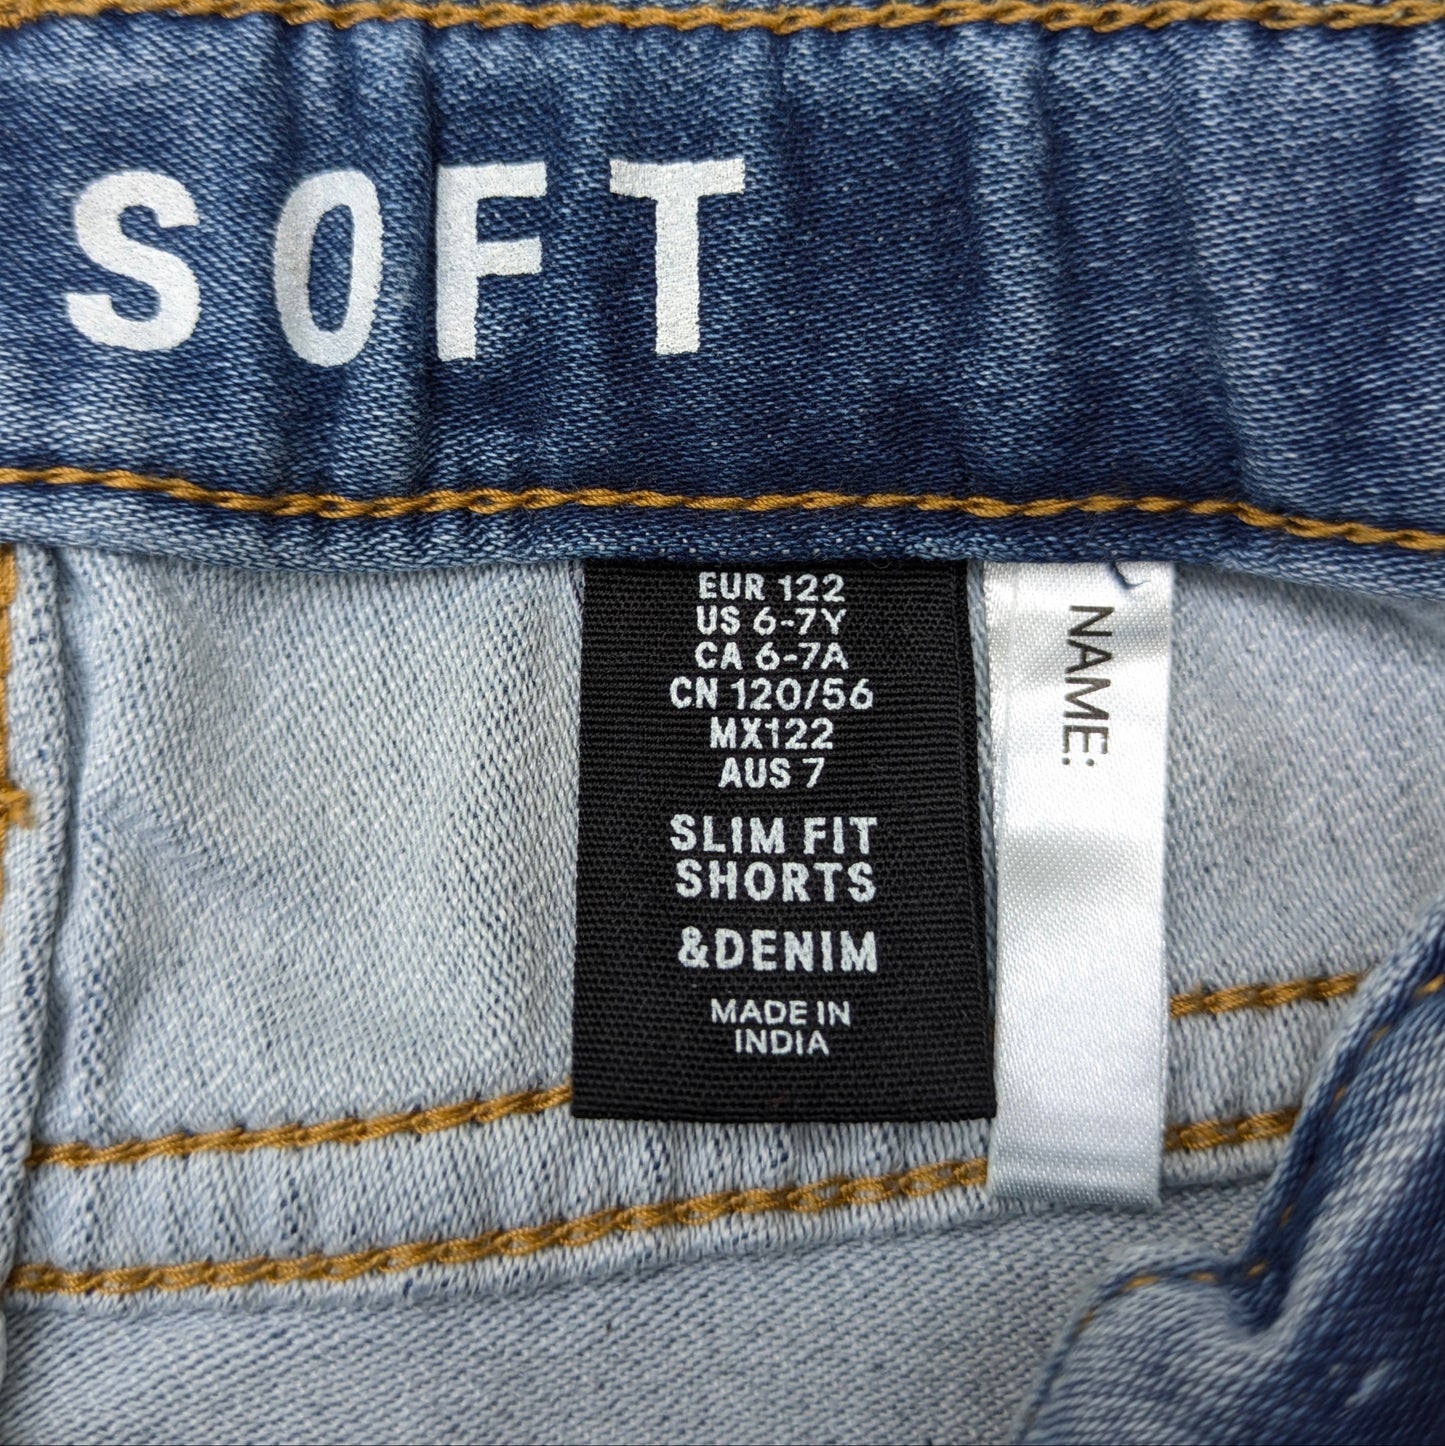 SOFT
EUR 122
US 6-7Y
CA 6-7A
CN 120/56
MX122
AUS 7
SLIM FIT
SHORTS
&DENIM
MADE IN
INDIA
NAME: